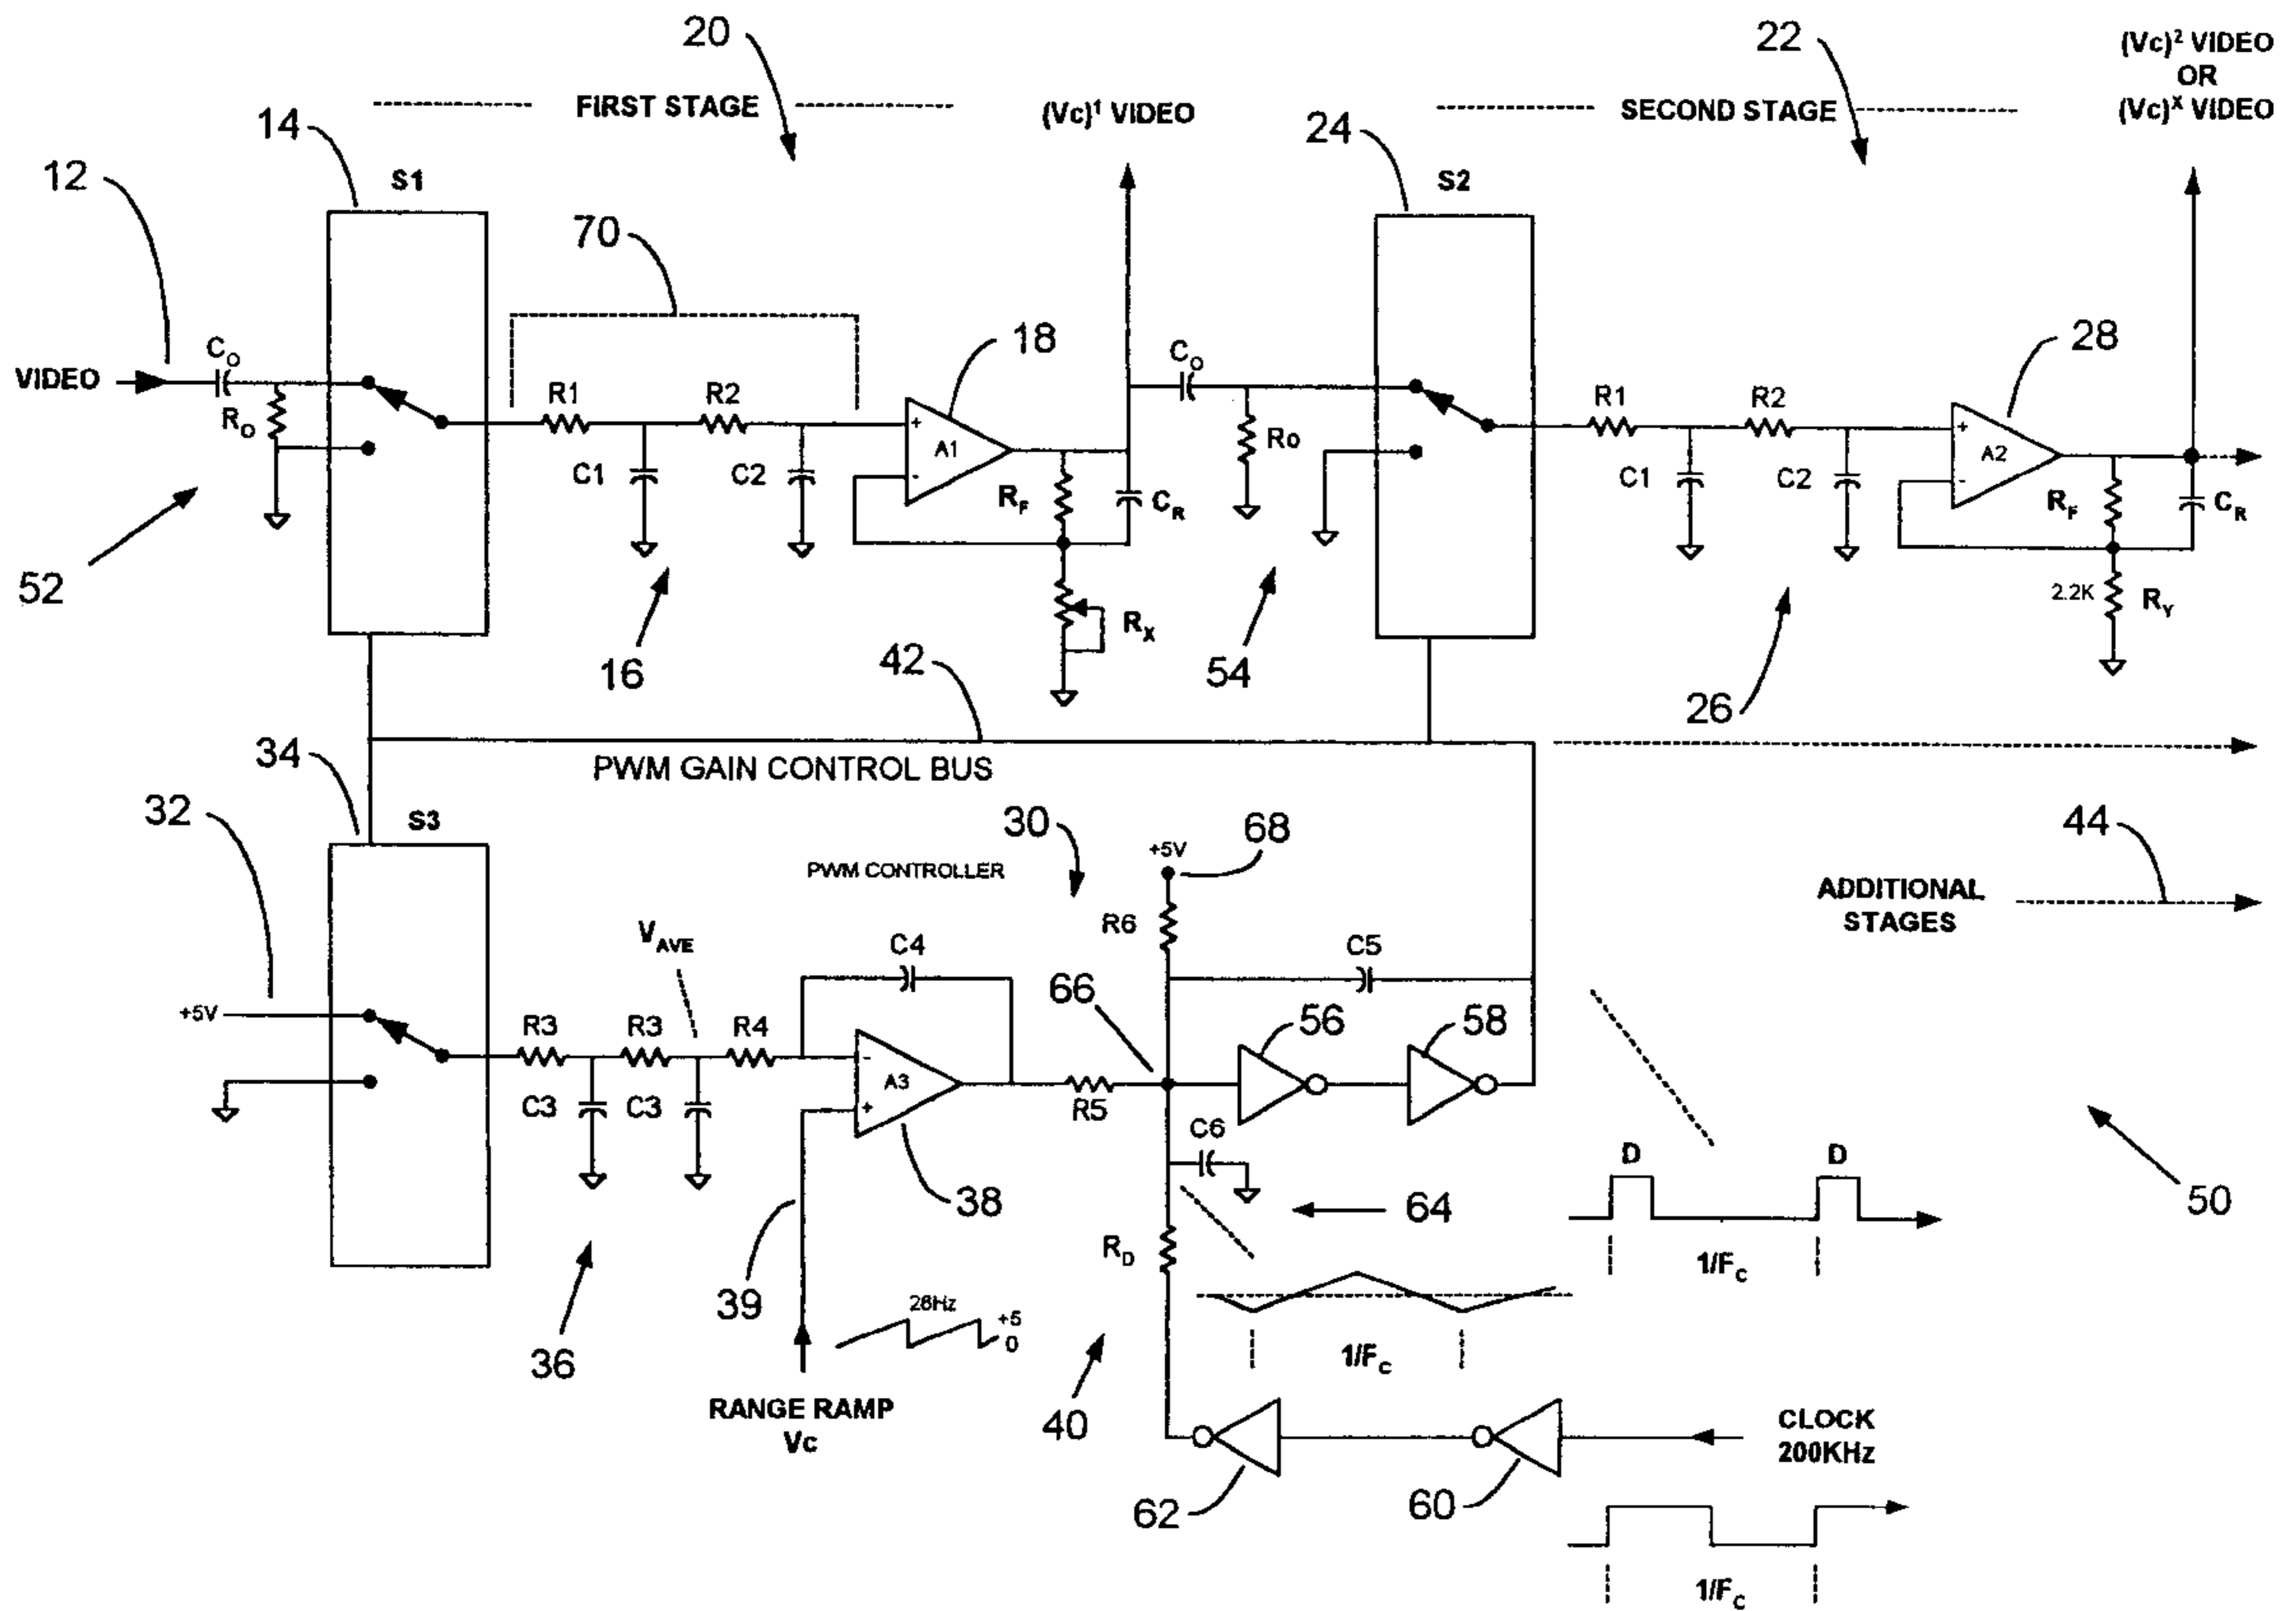 20
22
(Vc)² VIDEO
OR
(Vc)ˣ VIDEO
FIRST STAGE
(Vc)¹ VIDEO
SECOND STAGE
14
24
12
S1
S2
70
18
28
VIDEO
C_O
R_O
R1
R2
C1
C2
+
A1
-
R_F
C_R
R_X
C_O
Ro
R1
R2
C1
C2
+
A2
-
R_F
C_R
2.2K
R_Y
52
16
54
26
42
PWM GAIN CONTROL BUS
34
32
S3
30
68
+5V
44
PWM CONTROLLER
ADDITIONAL
STAGES
V_AVE
R6
C4
C5
66
56
58
+5V
R3
R3
R4
C3
C3
-
A3
+
R5
C6
38
64
D
D
50
R_D
1/F_C
39
26Hz
+5
0
36
40
1/F_C
RANGE RAMP
Vc
CLOCK
200KHz
62
60
1/F_C